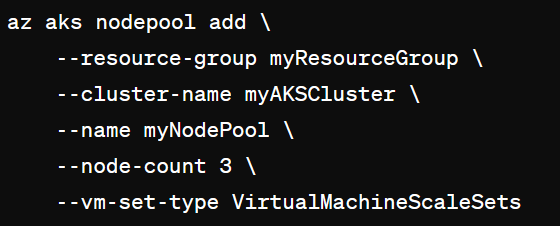 az aks nodepool add \
--resource-group myResourceGroup \
--cluster-name myAKSCluster \
--name myNodePool \
--node-count 3 \
--vm-set-type VirtualMachineScaleSets